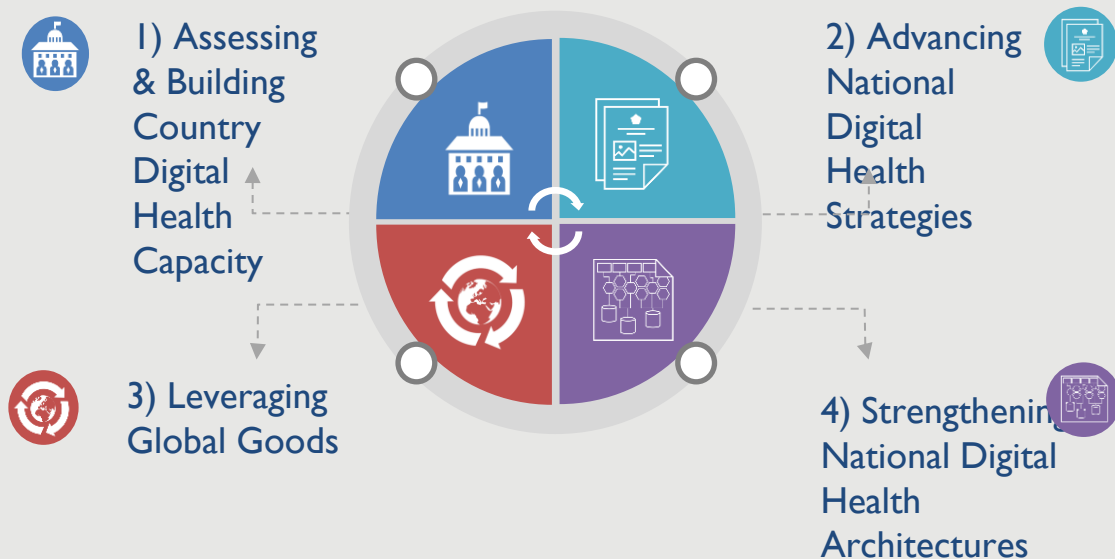 1) Assessing
& Building
Country
Digital
Health
Capacity
2) Advancing
National
Digital
Health
Strategies
3) Leveraging
Global Goods
4) Strengthening
National Digital
Health
Architectures